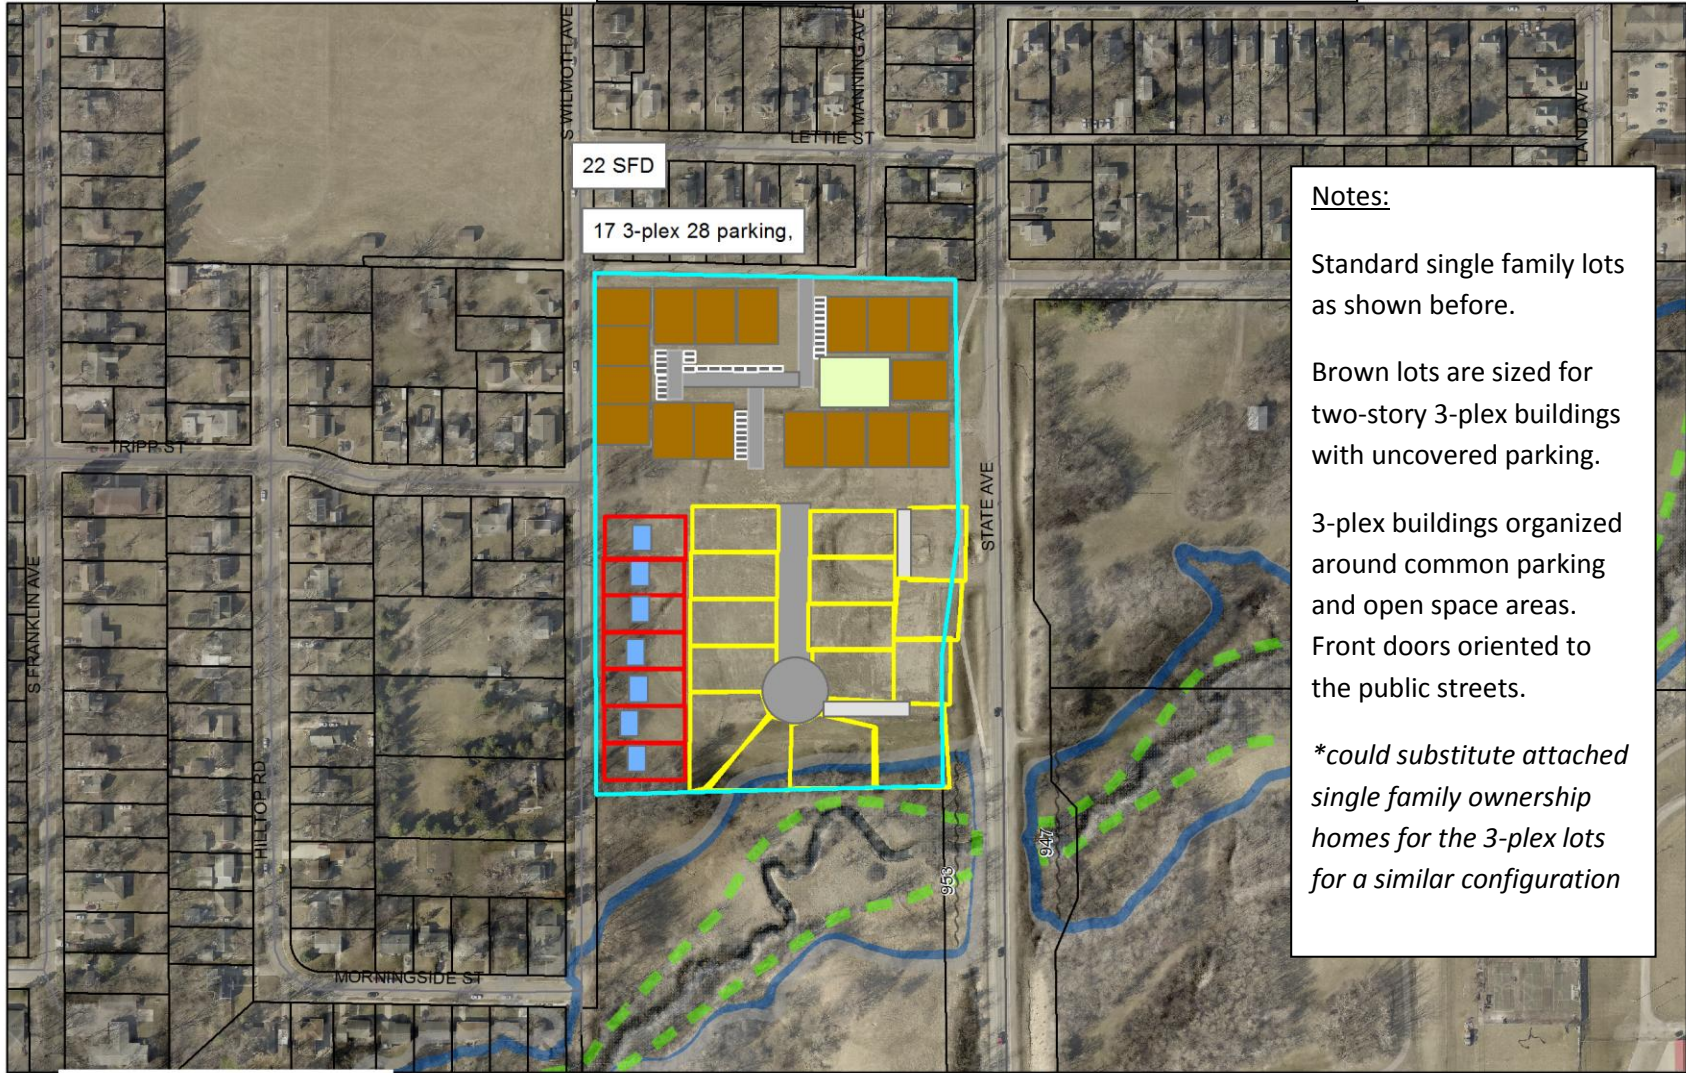 S WILMOTH AVE
S MANNING AVE
LETTIE ST
LAND AVE
22 SFD
17 3-plex 28 parking,
TRIPP ST
STATE AVE
S FRANKLIN AVE
HILLTOP RD
MORNINGSIDE ST
953
947
Notes:
Standard single family lots
as shown before.
Brown lots are sized for
two-story 3-plex buildings
with uncovered parking.
3-plex buildings organized
around common parking
and open space areas.
Front doors oriented to
the public streets.
*could substitute attached
single family ownership
homes for the 3-plex lots
for a similar configuration